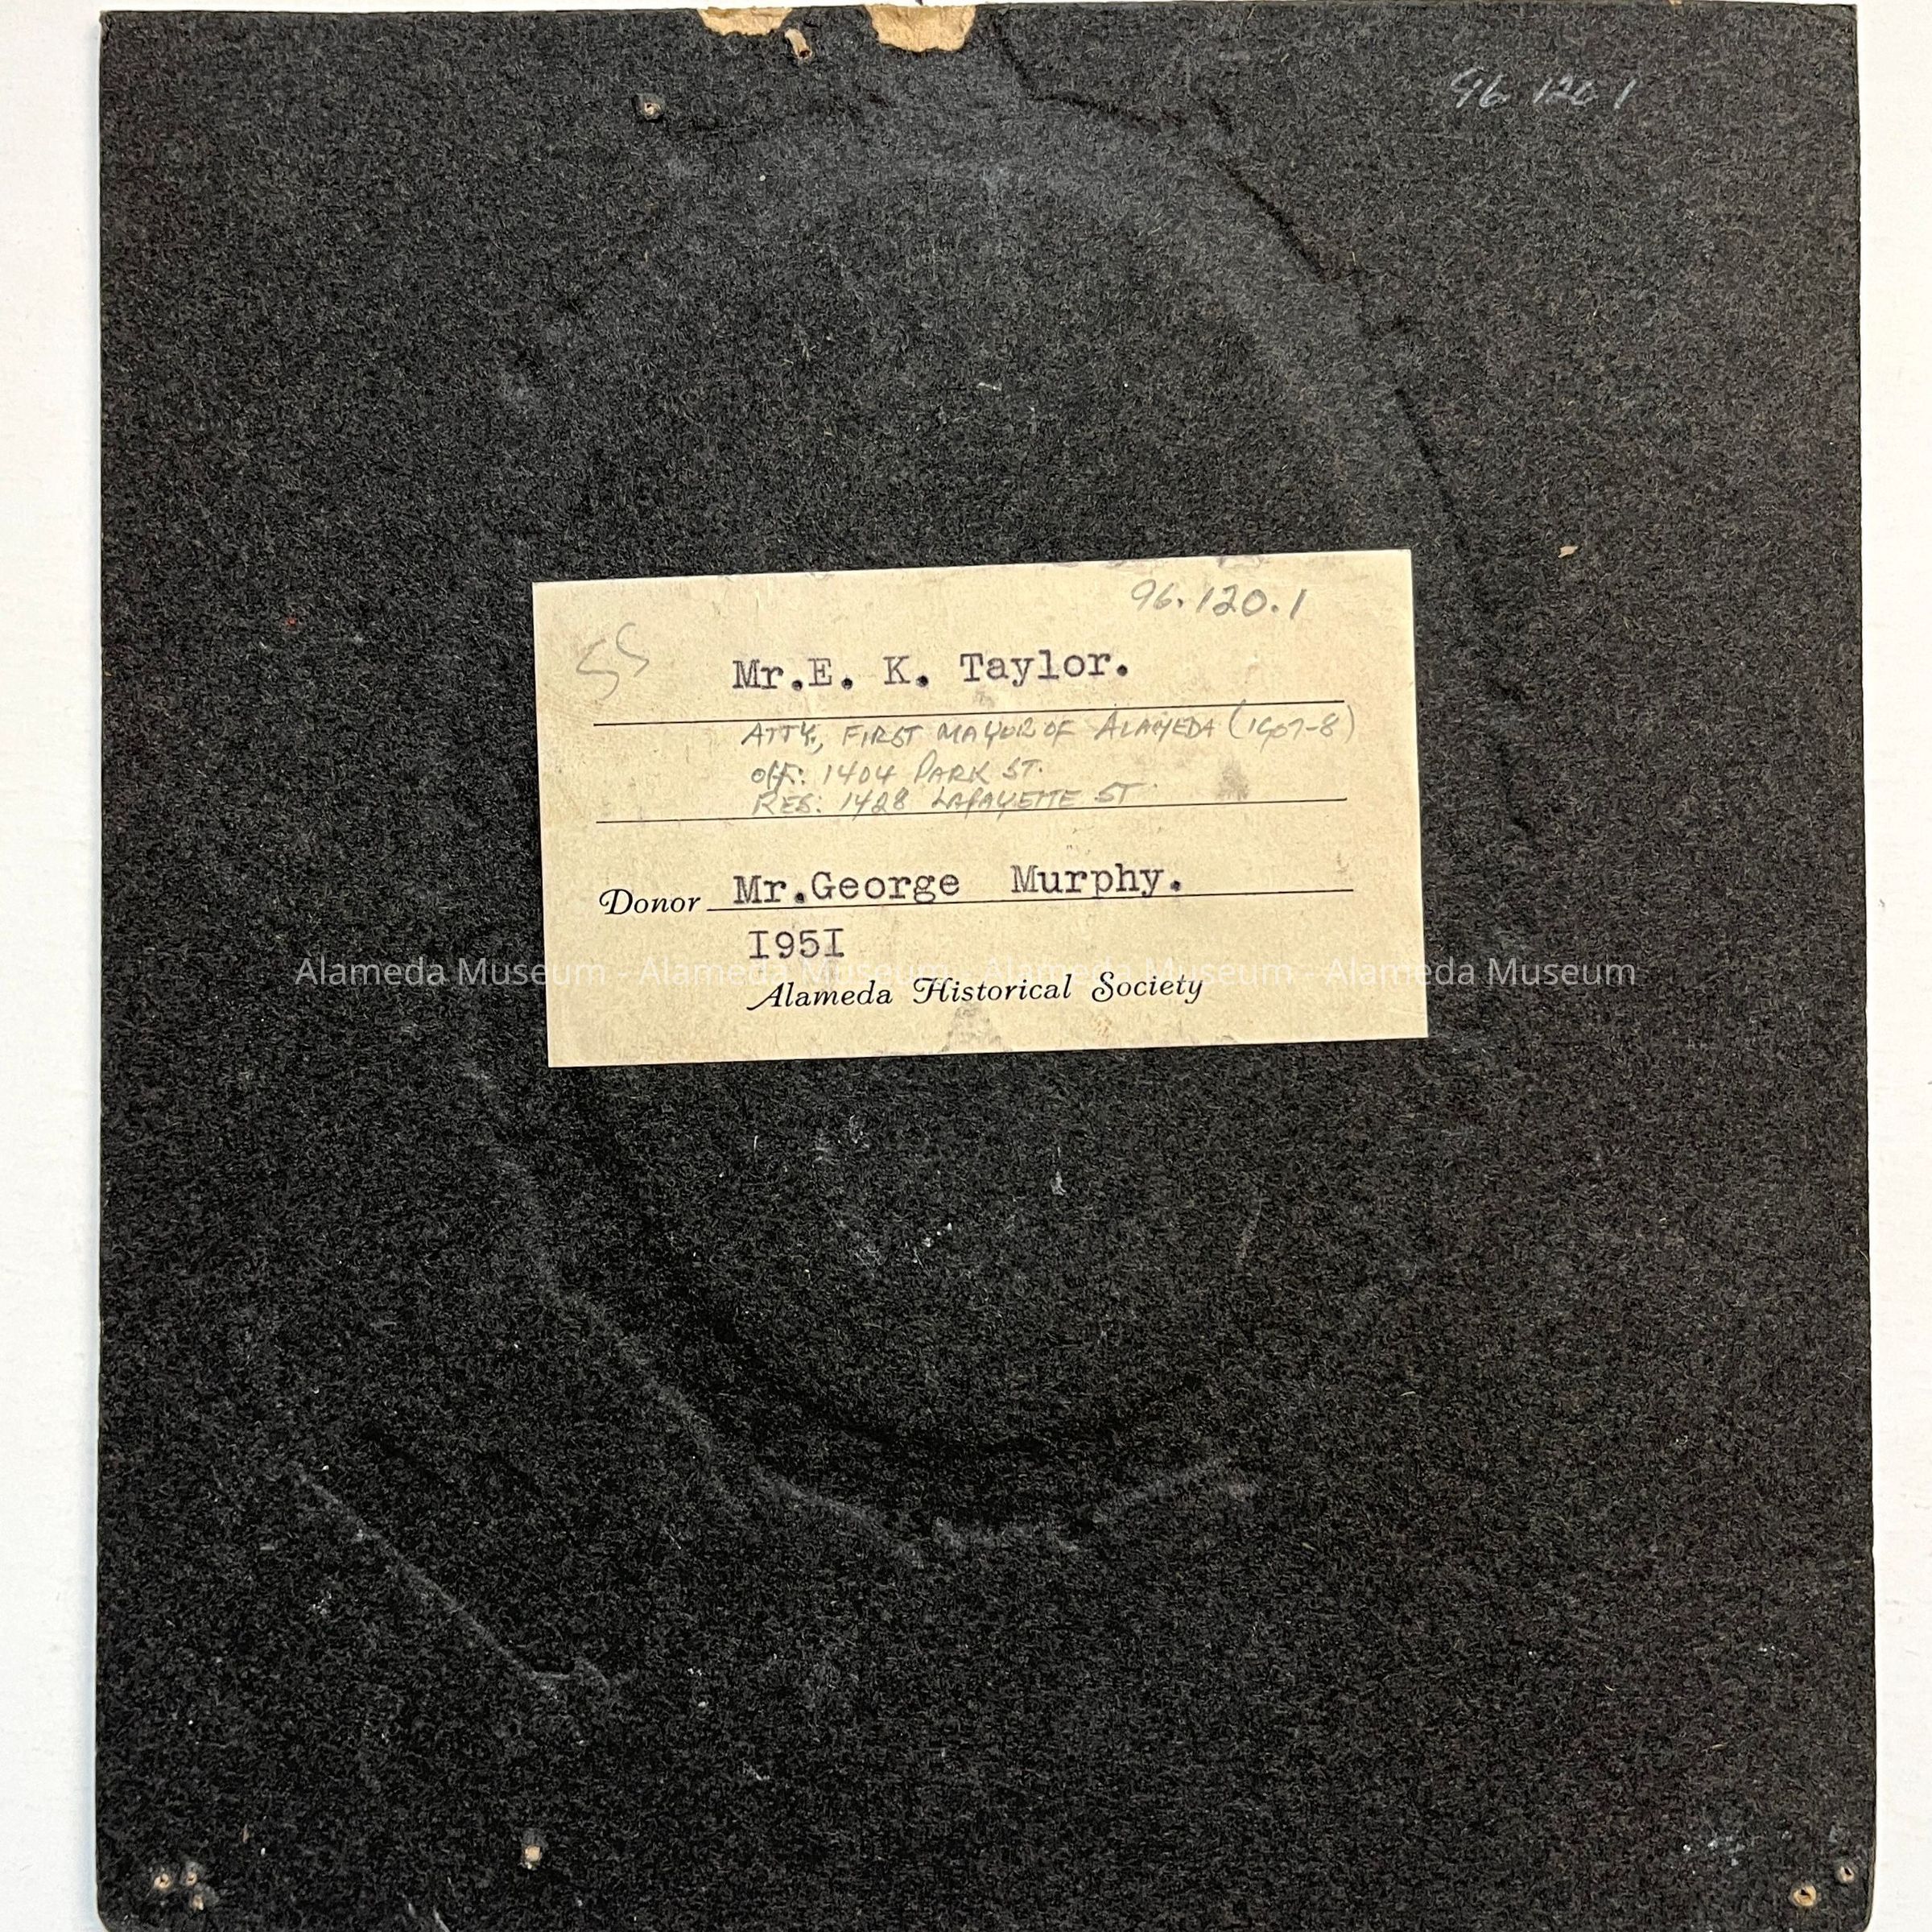 96 120 1
96.120.1
SS
Mr.E. K. Taylor.
ATTY, FIRST MAYOR OF ALAMEDA (1907-8)
Off: 1404 PARK ST.
RES: 1428 LAFAYETTE ST
Donor Mr.George Murphy.
I95I
Alameda Museum - Alameda Museum - Alameda Museum - Alameda Museum
Alameda Historical Society